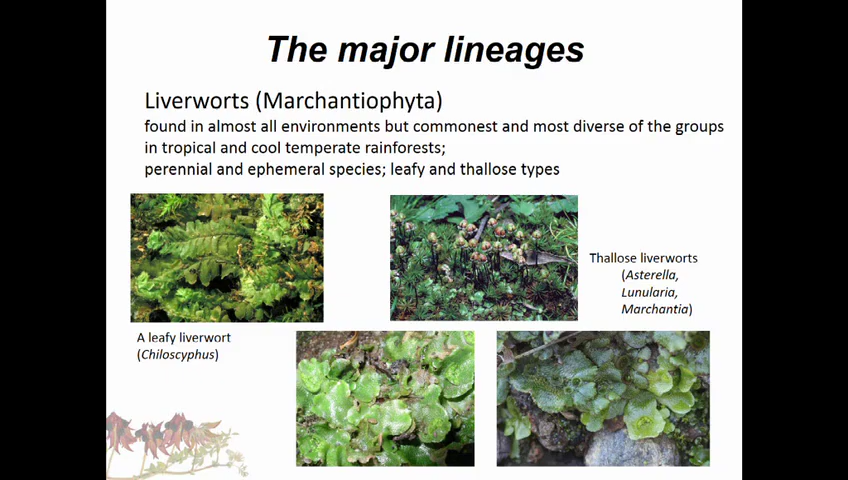 The major lineages
Liverworts (Marchantiophyta)
found in almost all environments but commonest and most diverse of the groups
in tropical and cool temperate rainforests;
perennial and ephemeral species; leafy and thallose types
Thallose liverworts
(Asterella,
Lunularia,
Marchantia)
A leafy liverwort
(Chiloscyphus)